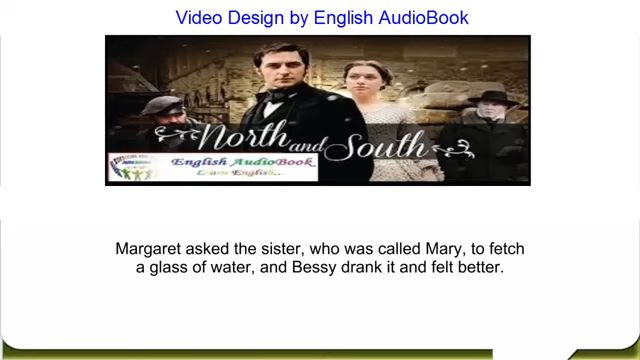 Video Design by English AudioBook
North and South
English AudioBook
Learn English...
Margaret asked the sister, who was called Mary, to fetch
a glass of water, and Bessy drank it and felt better.